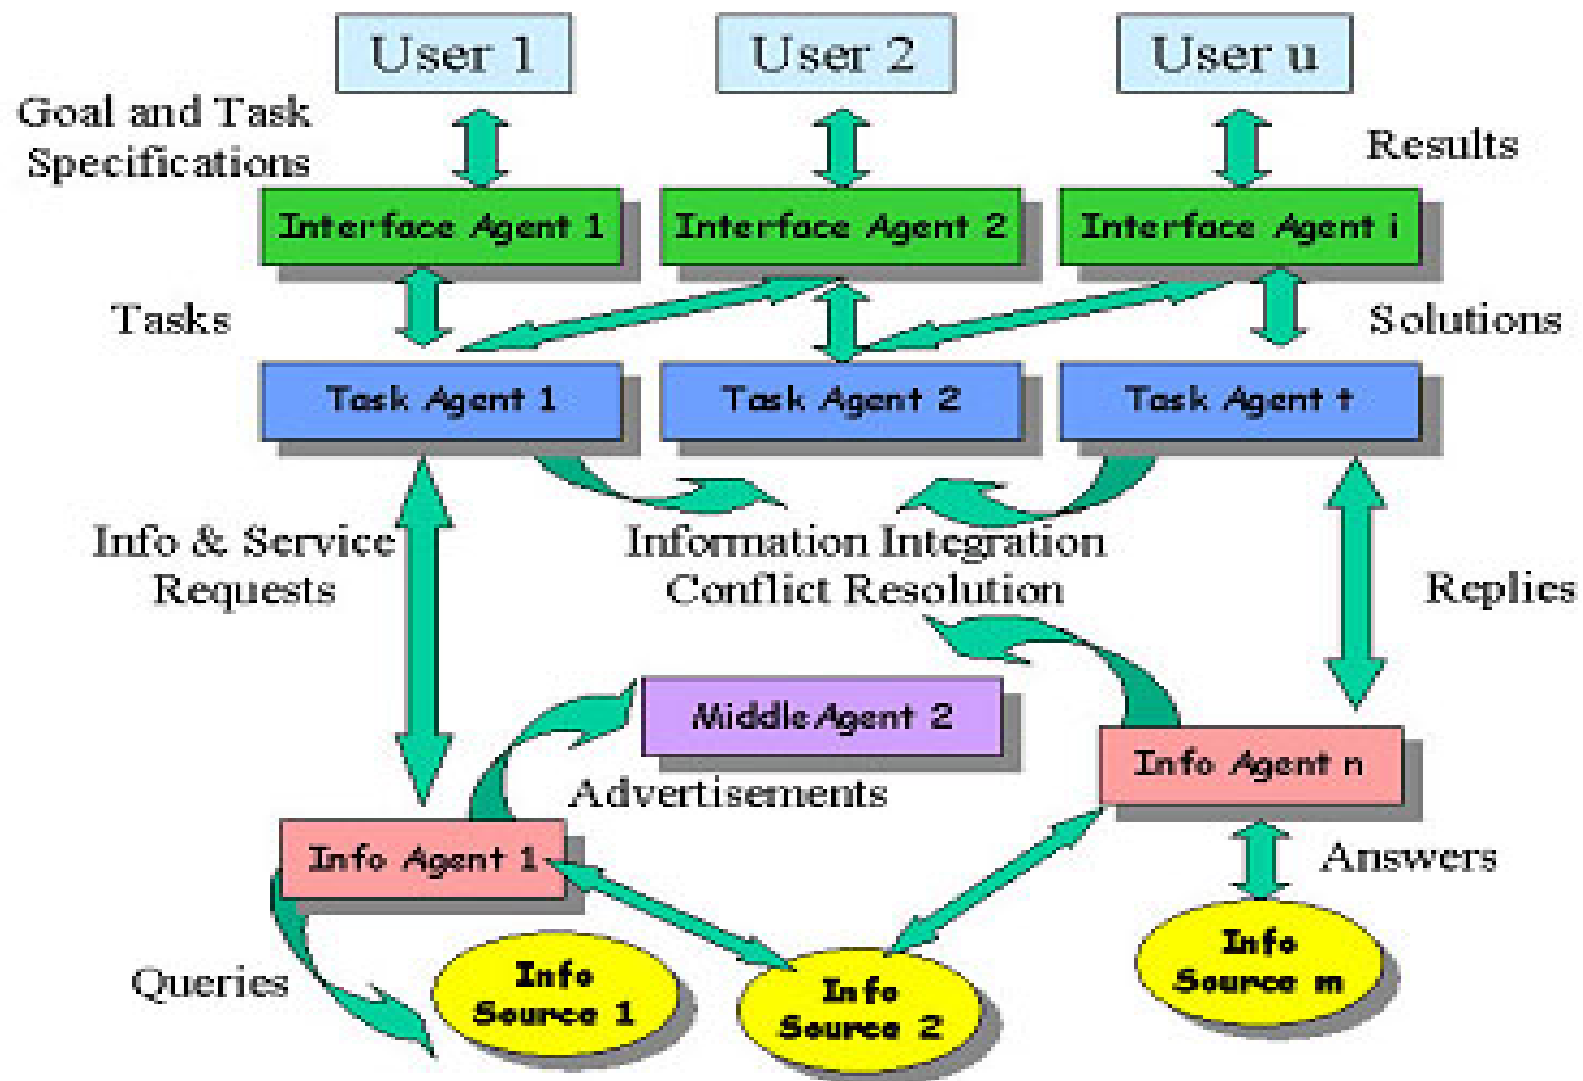 User 1
User 2
User u
Goal and Task
Specifications
Results
Interface Agent 1
Interface Agent 2
Interface Agent i
Tasks
Solutions
Task Agent 1
Task Agent 2
Task Agent t
Info & Service
Requests
Information Integration
Conflict Resolution
Replies
Middle Agent 2
Info Agent n
Advertisements
Info Agent 1
Answers
Queries
Info
Source 1
Info
Source 2
Info
Source m